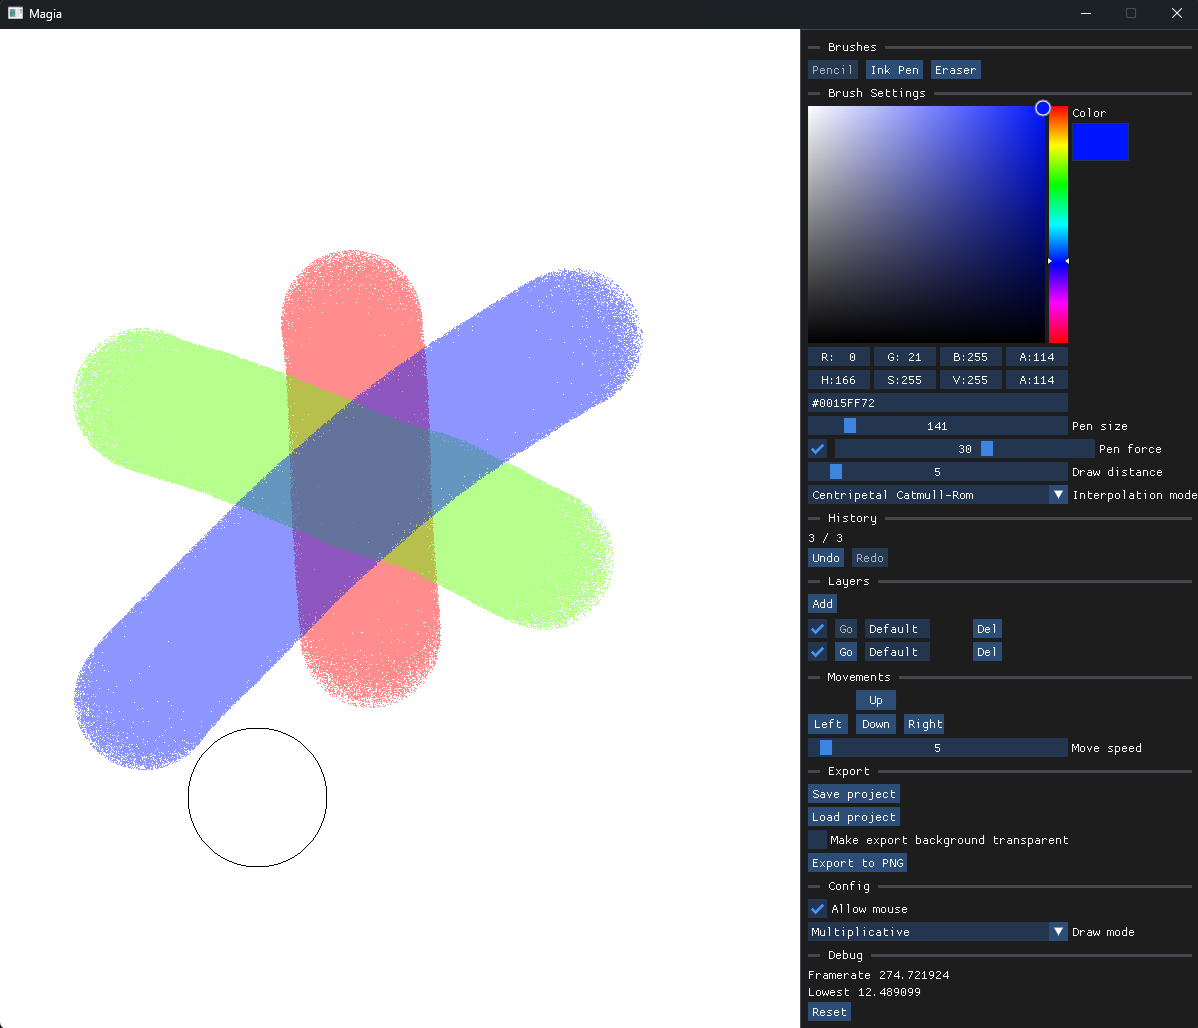 Magia
Brushes
Pencil Ink Pen Eraser
Brush Settings
Color
R: 0 G: 21 B:255 A:114
H:166 S:255 V:255 A:114
#0015FF72
141 Pen size
30 Pen force
5 Draw distance
Centripetal Catmull-Rom Interpolation mode
History
3 / 3
Undo Redo
Layers
Add
Go Default Del
Go Default Del
Movements
Up
Left Down Right
5 Move speed
Export
Save project
Load project
Make export background transparent
Export to PNG
Config
Allow mouse
Multiplicative Draw mode
Debug
Framerate 274.721924
Lowest 12.489099
Reset